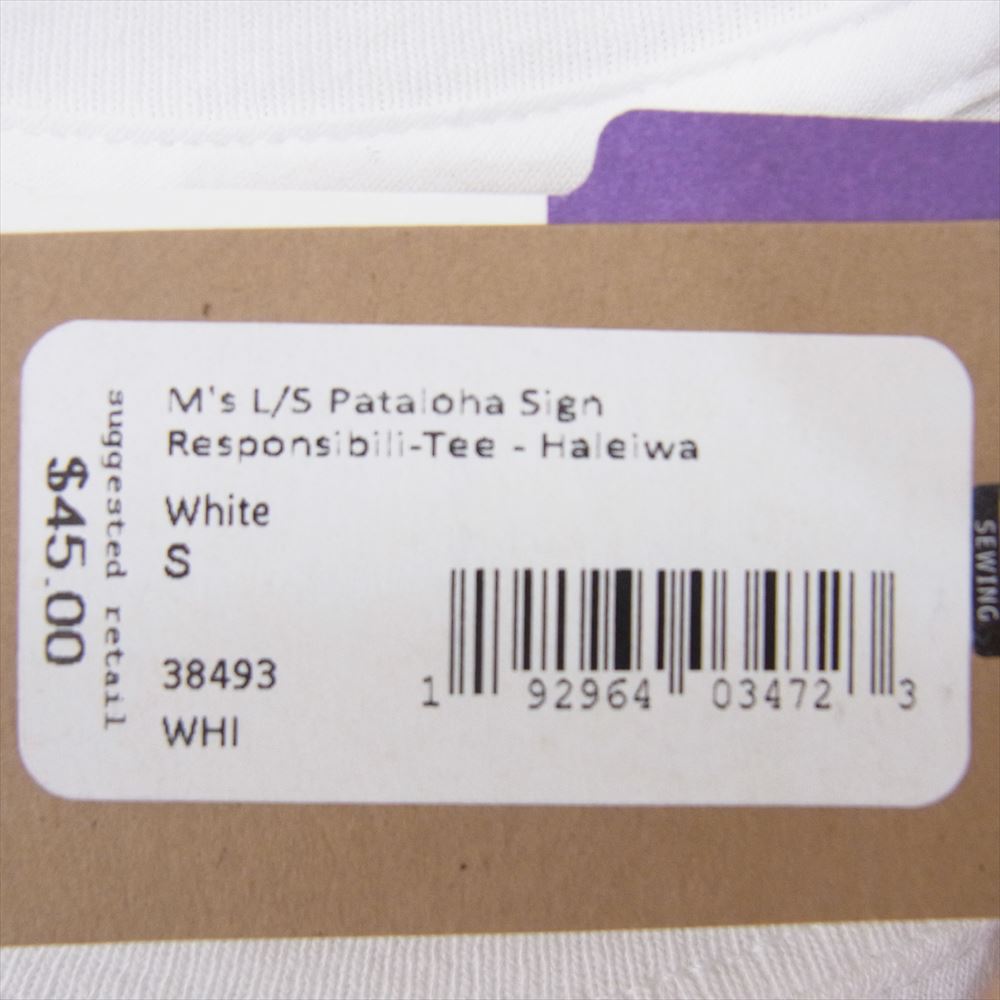 M's L/S Pataloha Sign
Responsibili-Tee - Haleiwa
White
S
38493
WHI
1 92964 03472 3
suggested retail
$45.00
SEWING